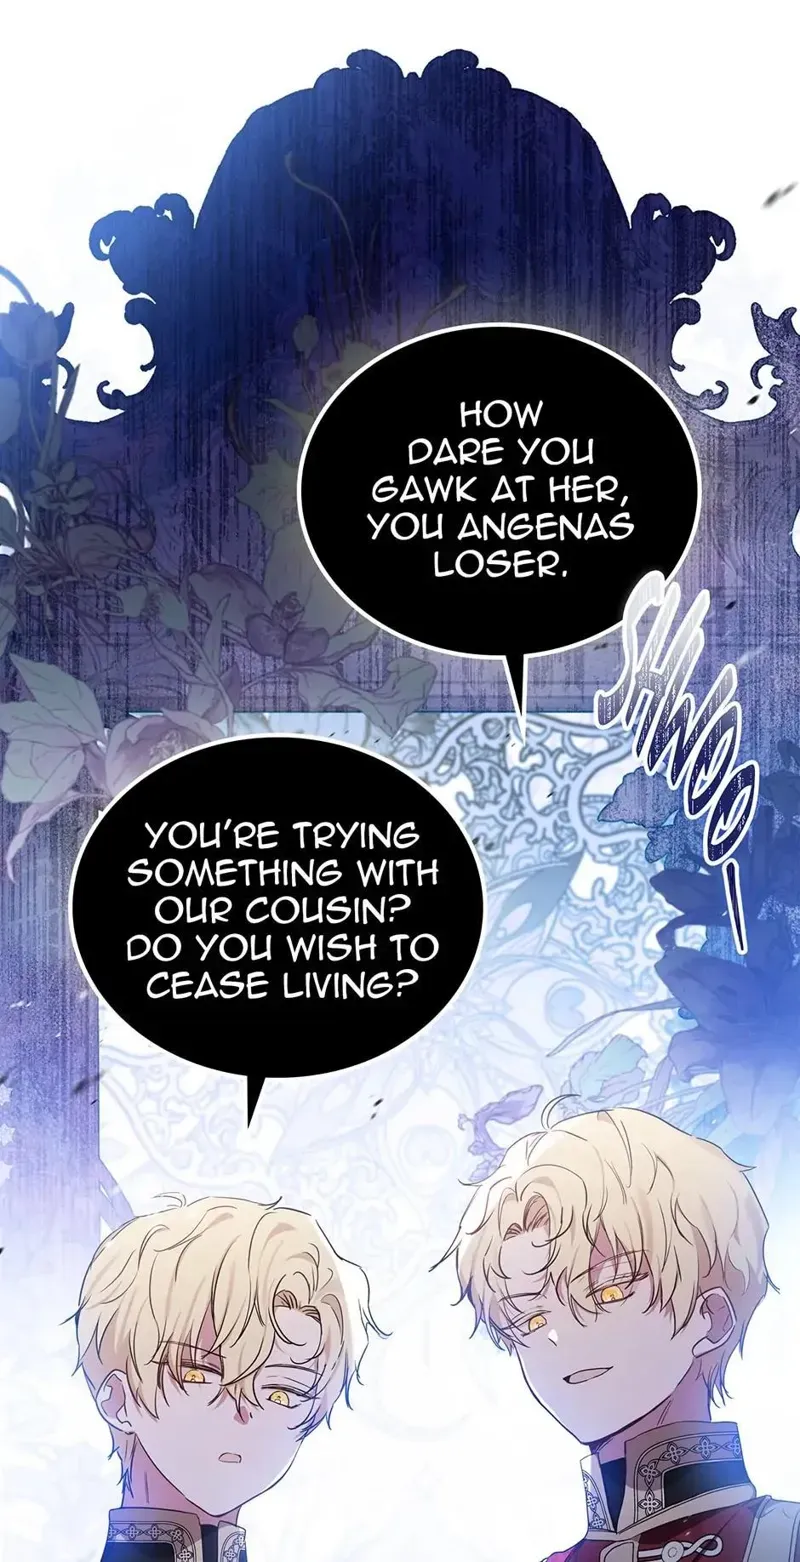 HOW
DARE YOU
GAWK AT HER,
YOU ANGENAS
LOSER.
SHWOO-
YOU'RE TRYING
SOMETHING WITH
OUR COUSIN?
DO YOU WISH TO
CEASE LIVING?